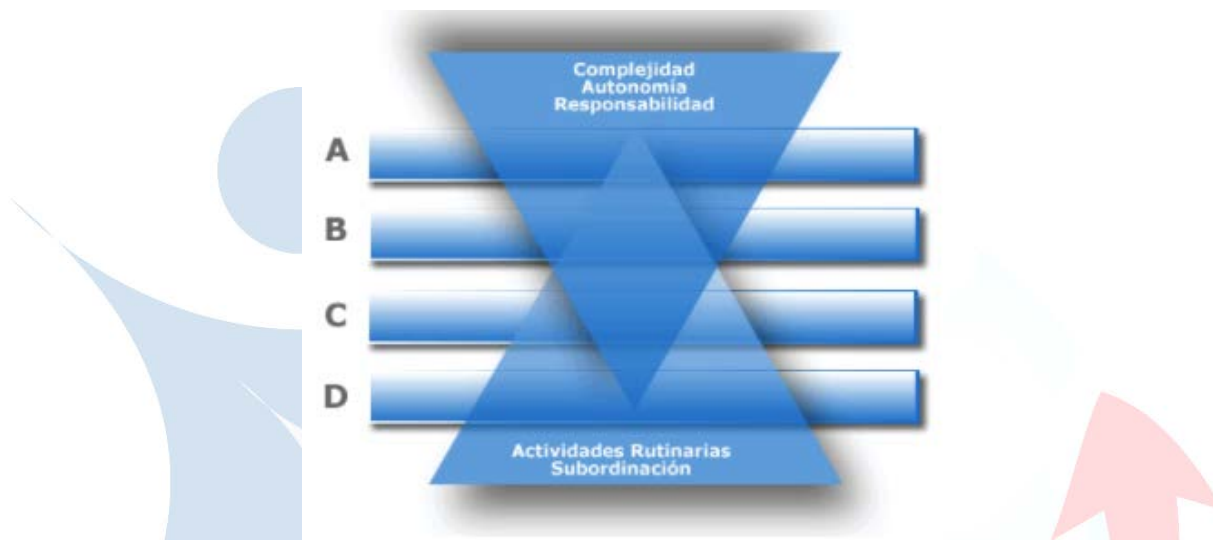 Complejidad
Autonomía
Responsabilidad
A
B
C
D
Actividades Rutinarias
Subordinación